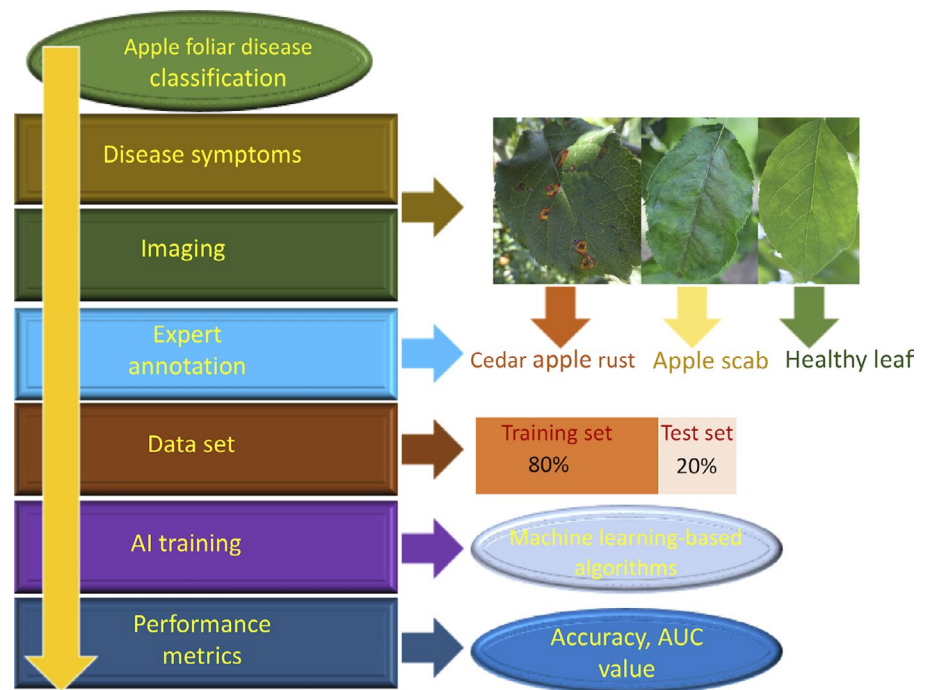 Apple foliar disease
classification
Disease symptoms
Imaging
Expert
annotation
Cedar apple rust
Apple scab
Healthy leaf
Data set
Training set
80%
Test set
20%
AI training
Machine learning-based
algorithms
Performance
metrics
Accuracy, AUC
value